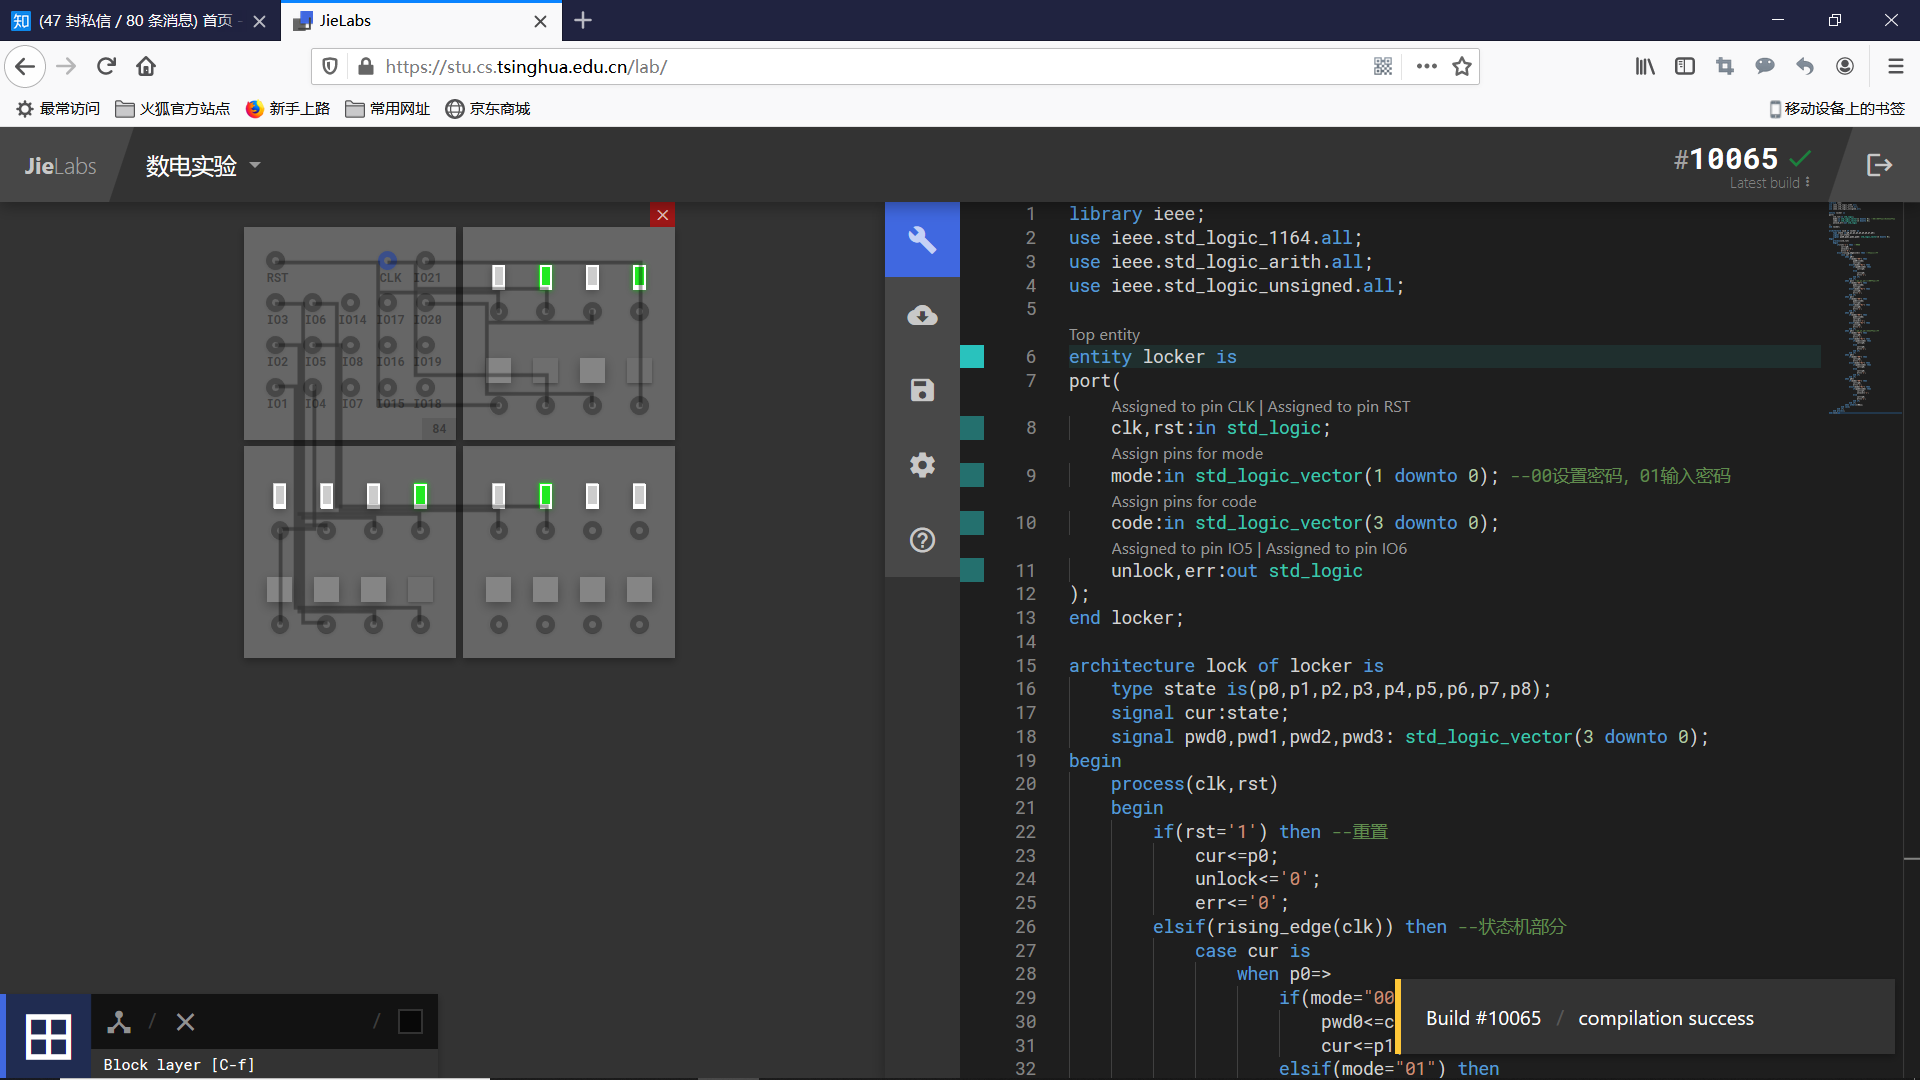 (47 封私信 / 80 条消息) 首页 -
JieLabs
https://stu.cs.tsinghua.edu.cn/lab/
最常访问
火狐官方站点
新手上路
常用网址
京东商城
移动设备上的书签
JieLabs
数电实验
#10065
Latest build
RST
CLK
IO21
IO3
IO6
IO14
IO17
IO20
IO2
IO5
IO8
IO16
IO19
IO1
IO4
IO7
IO15
IO18
84
1 library ieee;
2 use ieee.std_logic_1164.all;
3 use ieee.std_logic_arith.all;
4 use ieee.std_logic_unsigned.all;
5
Top entity
6 entity locker is
7 port(
Assigned to pin CLK | Assigned to pin RST
8 clk,rst:in std_logic;
Assign pins for mode
9 mode:in std_logic_vector(1 downto 0); --00设置密码, 01输入密码
Assign pins for code
10 code:in std_logic_vector(3 downto 0);
Assigned to pin IO5 | Assigned to pin IO6
11 unlock,err:out std_logic
12 );
13 end locker;
14
15 architecture lock of locker is
16 type state is(p0,p1,p2,p3,p4,p5,p6,p7,p8);
17 signal cur:state;
18 signal pwd0,pwd1,pwd2,pwd3: std_logic_vector(3 downto 0);
19 begin
20 process(clk,rst)
21 begin
22 if(rst='1') then --重置
23 cur<=p0;
24 unlock<='0';
25 err<='0';
26 elsif(rising_edge(clk)) then --状态机部分
27 case cur is
28 when p0=>
29 if(mode="00
30 pwd0<=c
31 cur<=p1
32 elsif(mode="01") then
Build #10065 / compilation success
Block layer [C-f]